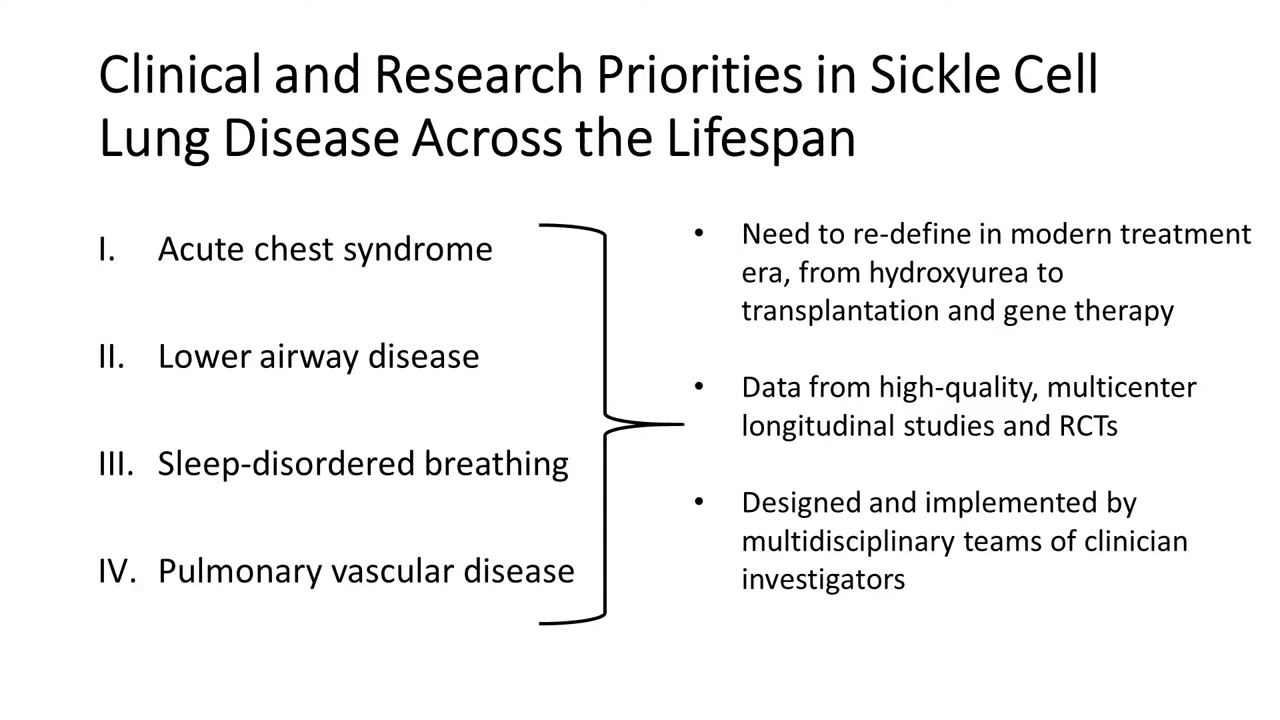 Clinical and Research Priorities in Sickle Cell
Lung Disease Across the Lifespan
I. Acute chest syndrome
II. Lower airway disease
III. Sleep-disordered breathing
IV. Pulmonary vascular disease
• Need to re-define in modern treatment
era, from hydroxyurea to
transplantation and gene therapy
• Data from high-quality, multicenter
longitudinal studies and RCTs
• Designed and implemented by
multidisciplinary teams of clinician
investigators